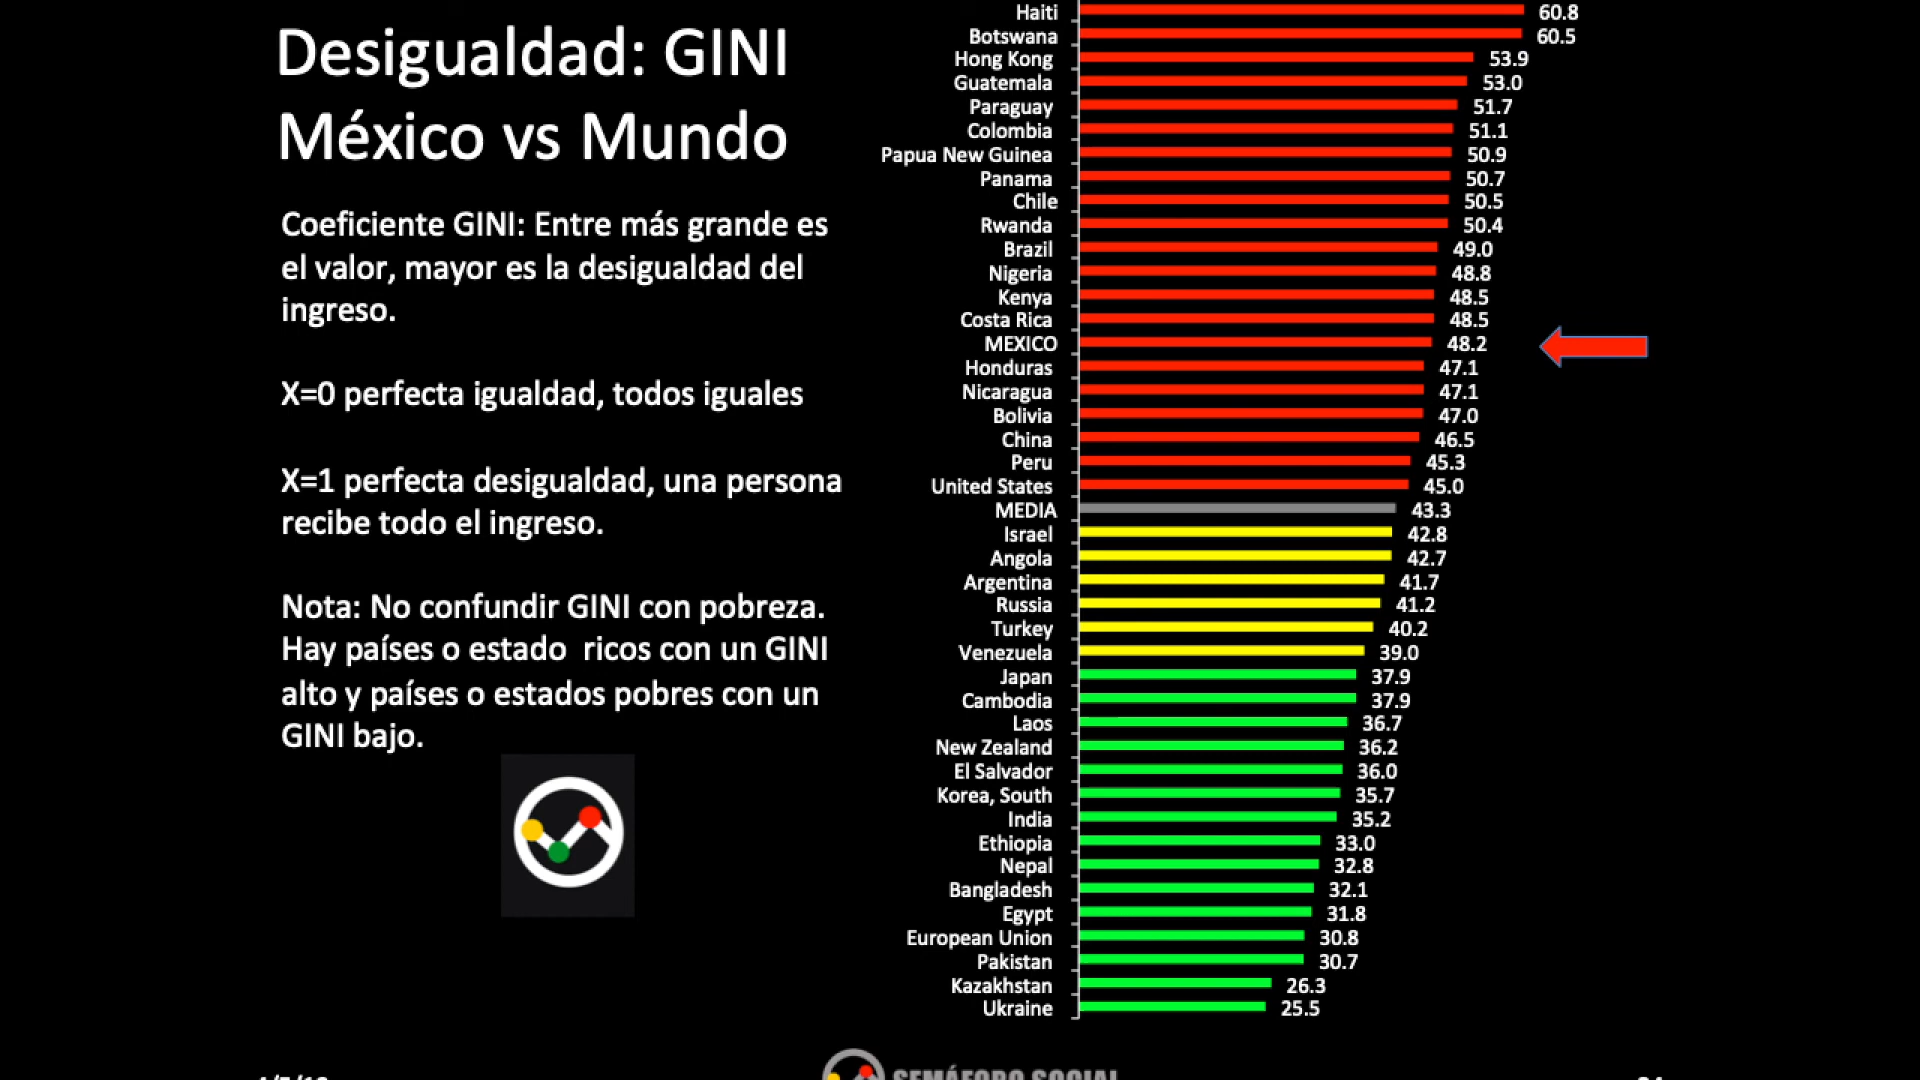 Desigualdad: GINI
México vs Mundo
Coeficiente GINI: Entre más grande es
el valor, mayor es la desigualdad del
ingreso.
X=0 perfecta igualdad, todos iguales
X=1 perfecta desigualdad, una persona
recibe todo el ingreso.
Nota: No confundir GINI con pobreza.
Hay países o estado ricos con un GINI
alto y países o estados pobres con un
GINI bajo.
Haiti 60.8
Botswana 60.5
Hong Kong 53.9
Guatemala 53.0
Paraguay 51.7
Colombia 51.1
Papua New Guinea 50.9
Panama 50.7
Chile 50.5
Rwanda 50.4
Brazil 49.0
Nigeria 48.8
Kenya 48.5
Costa Rica 48.5
MEXICO 48.2
Honduras 47.1
Nicaragua 47.1
Bolivia 47.0
China 46.5
Peru 45.3
United States 45.0
MEDIA 43.3
Israel 42.8
Angola 42.7
Argentina 41.7
Russia 41.2
Turkey 40.2
Venezuela 39.0
Japan 37.9
Cambodia 37.9
Laos 36.7
New Zealand 36.2
El Salvador 36.0
Korea, South 35.7
India 35.2
Ethiopia 33.0
Nepal 32.8
Bangladesh 32.1
Egypt 31.8
European Union 30.8
Pakistan 30.7
Kazakhstan 26.3
Ukraine 25.5
SEMÁFORO SOCIAL